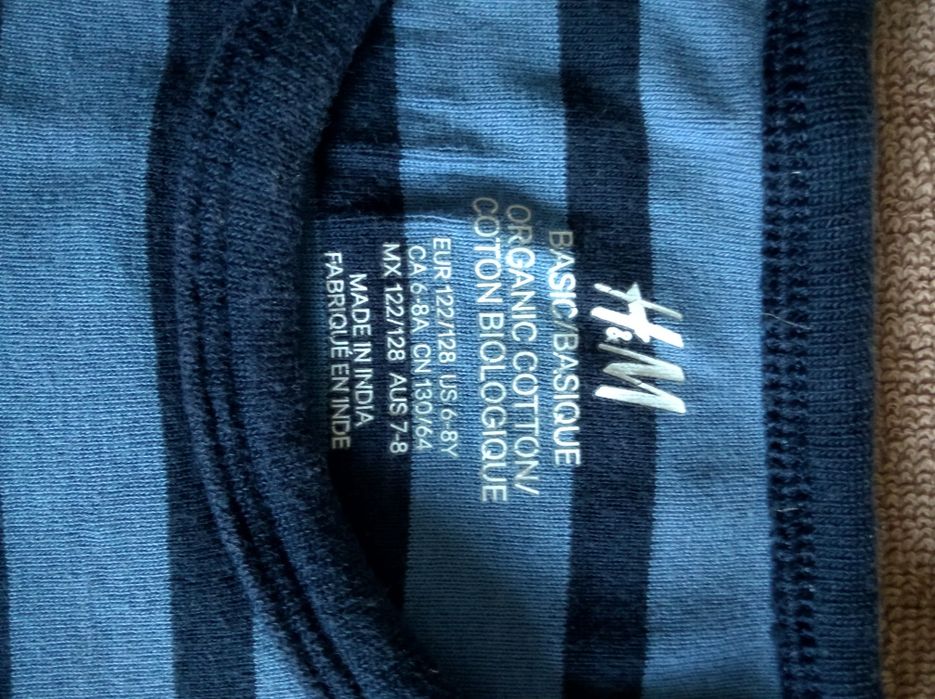 H&M
BASIC/BASIQUE
ORGANIC COTTON/
COTON BIOLOGIQUE
EUR 122/128 US 6-8Y
CA 6-8A CN 130/64
MX 122/128 AUS 7-8
MADE IN INDIA
FABRIQUÉ EN INDE